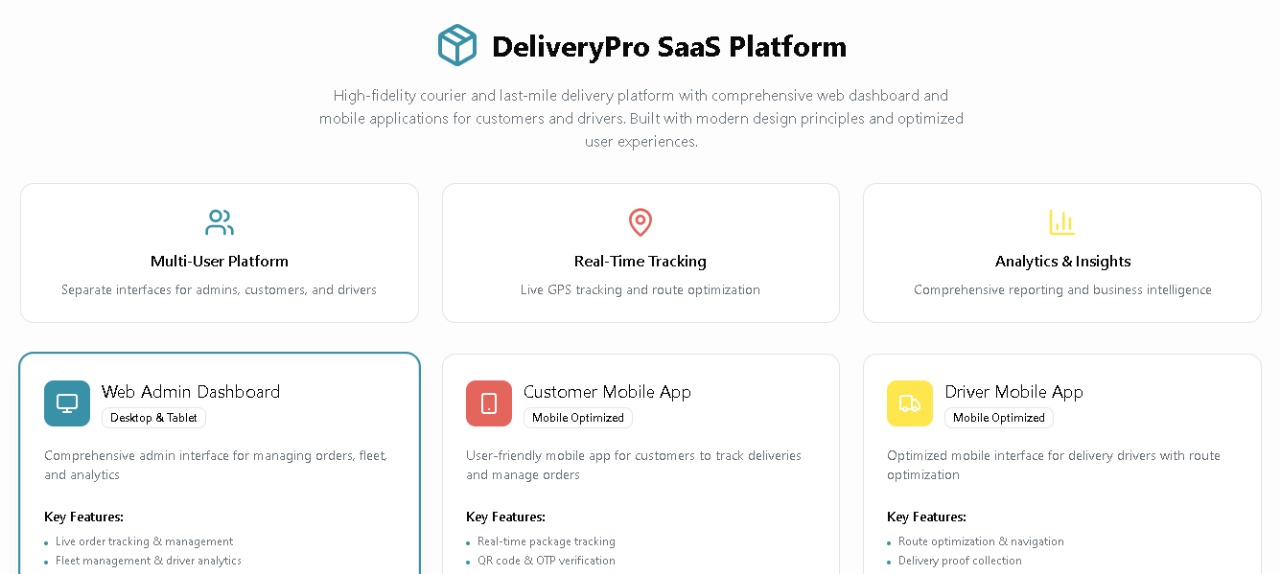 DeliveryPro SaaS Platform
High-fidelity courier and last-mile delivery platform with comprehensive web dashboard and
mobile applications for customers and drivers. Built with modern design principles and optimized
user experiences.
Multi-User Platform
Separate interfaces for admins, customers, and drivers
Real-Time Tracking
Live GPS tracking and route optimization
Analytics & Insights
Comprehensive reporting and business intelligence
Web Admin Dashboard
Desktop & Tablet
Comprehensive admin interface for managing orders, fleet,
and analytics
Key Features:
Live order tracking & management
Fleet management & driver analytics
Customer Mobile App
Mobile Optimized
User-friendly mobile app for customers to track deliveries
and manage orders
Key Features:
Real-time package tracking
QR code & OTP verification
Driver Mobile App
Mobile Optimized
Optimized mobile interface for delivery drivers with route
optimization
Key Features:
Route optimization & navigation
Delivery proof collection